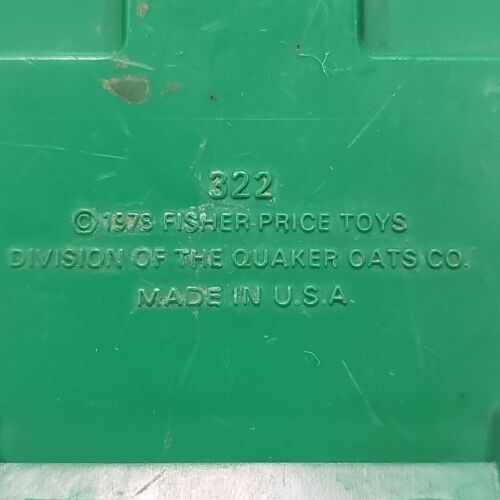 322
© 1978 FISHER-PRICE TOYS
DIVISION OF THE QUAKER OATS CO.
MADE IN U.S.A.